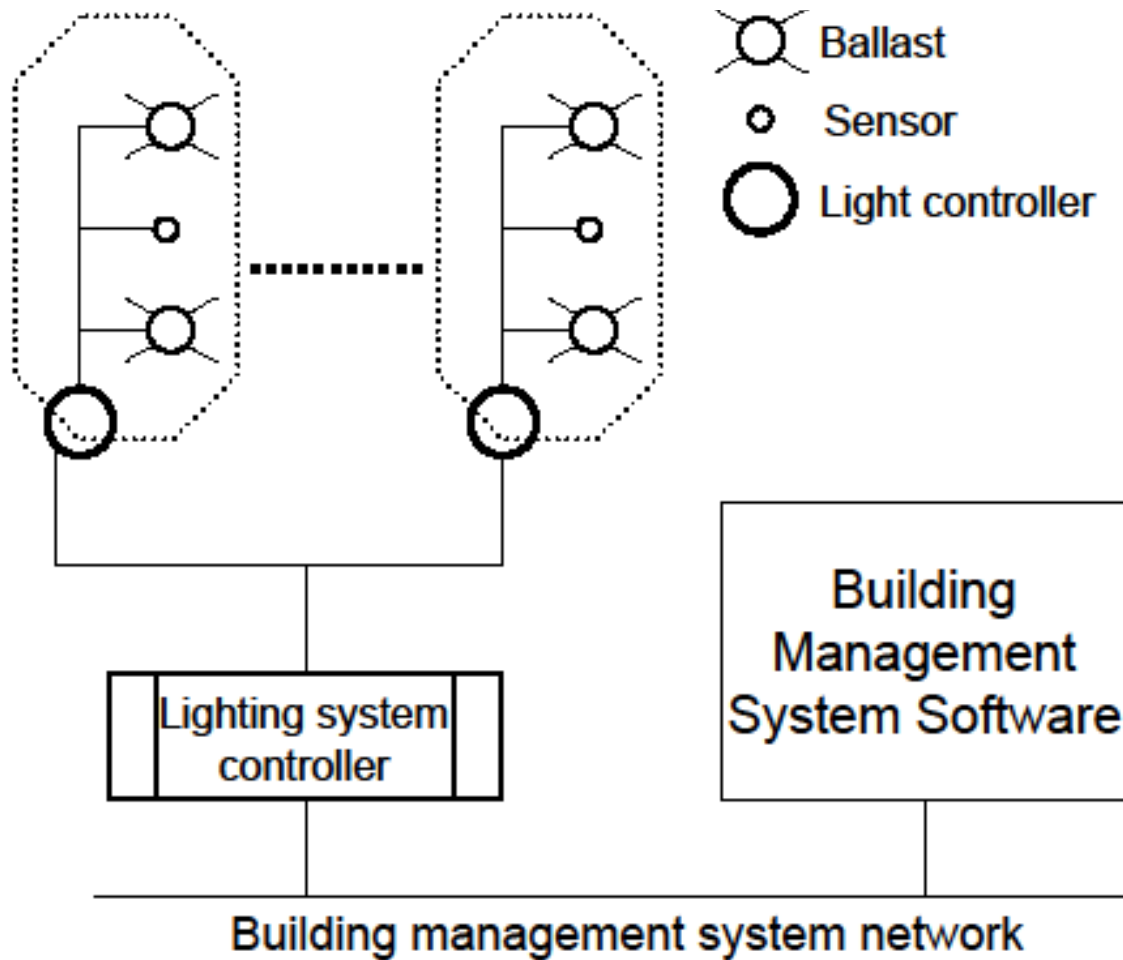 Ballast
Sensor
Light controller
Building
Management
System Software
Lighting system
controller
Building management system network